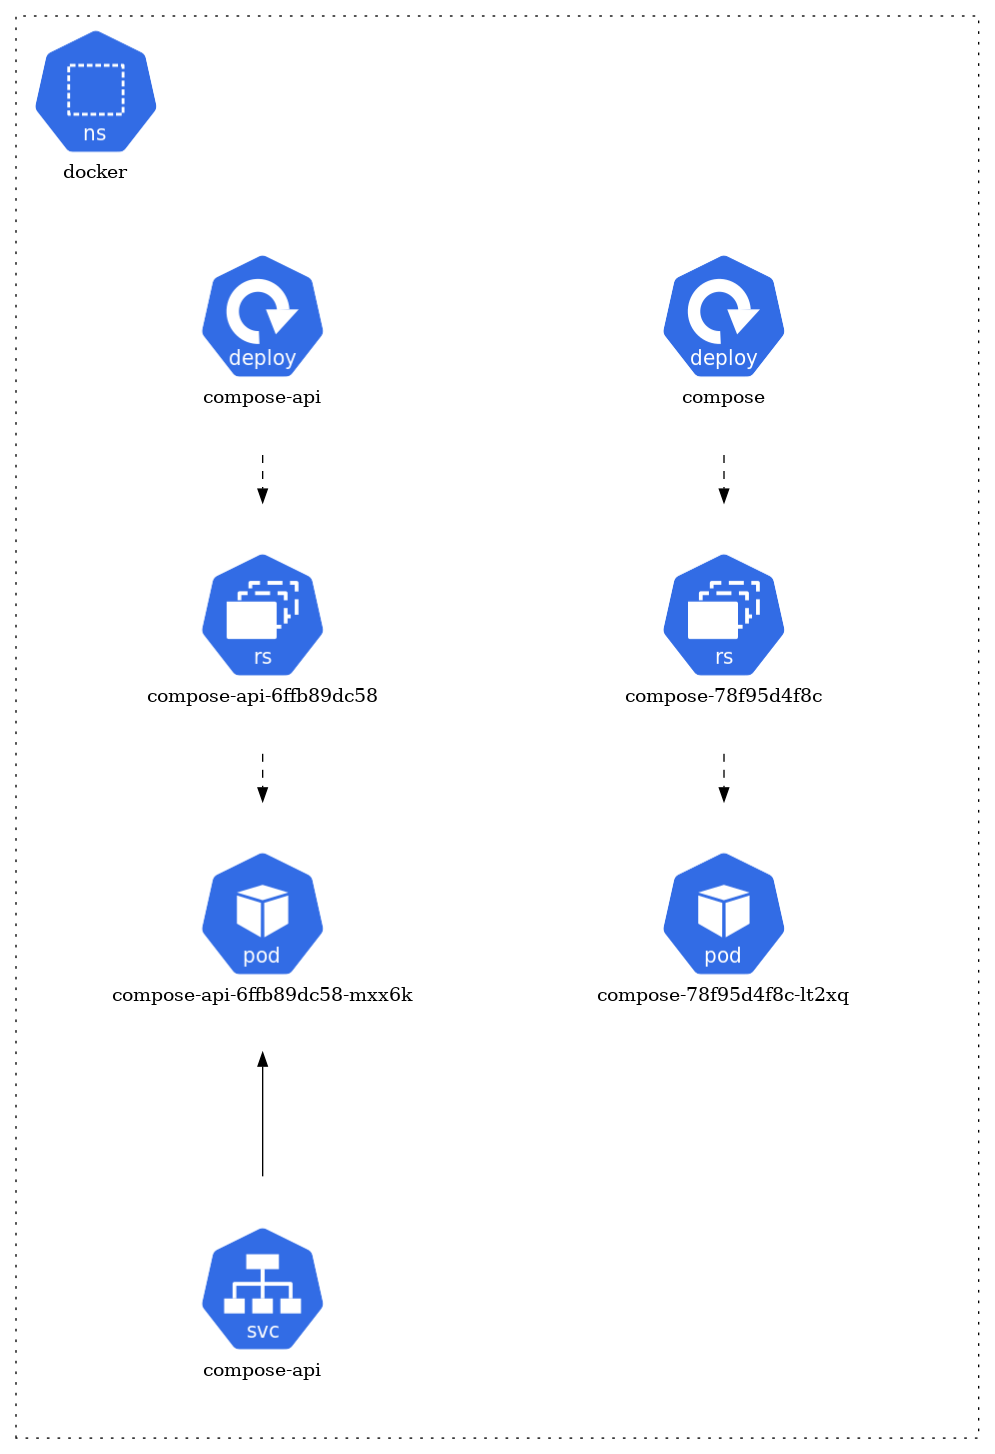 ns
docker
deploy
compose-api
deploy
compose
rs
compose-api-6ffb89dc58
rs
compose-78f95d4f8c
pod
compose-api-6ffb89dc58-mxx6k
pod
compose-78f95d4f8c-lt2xq
svc
compose-api